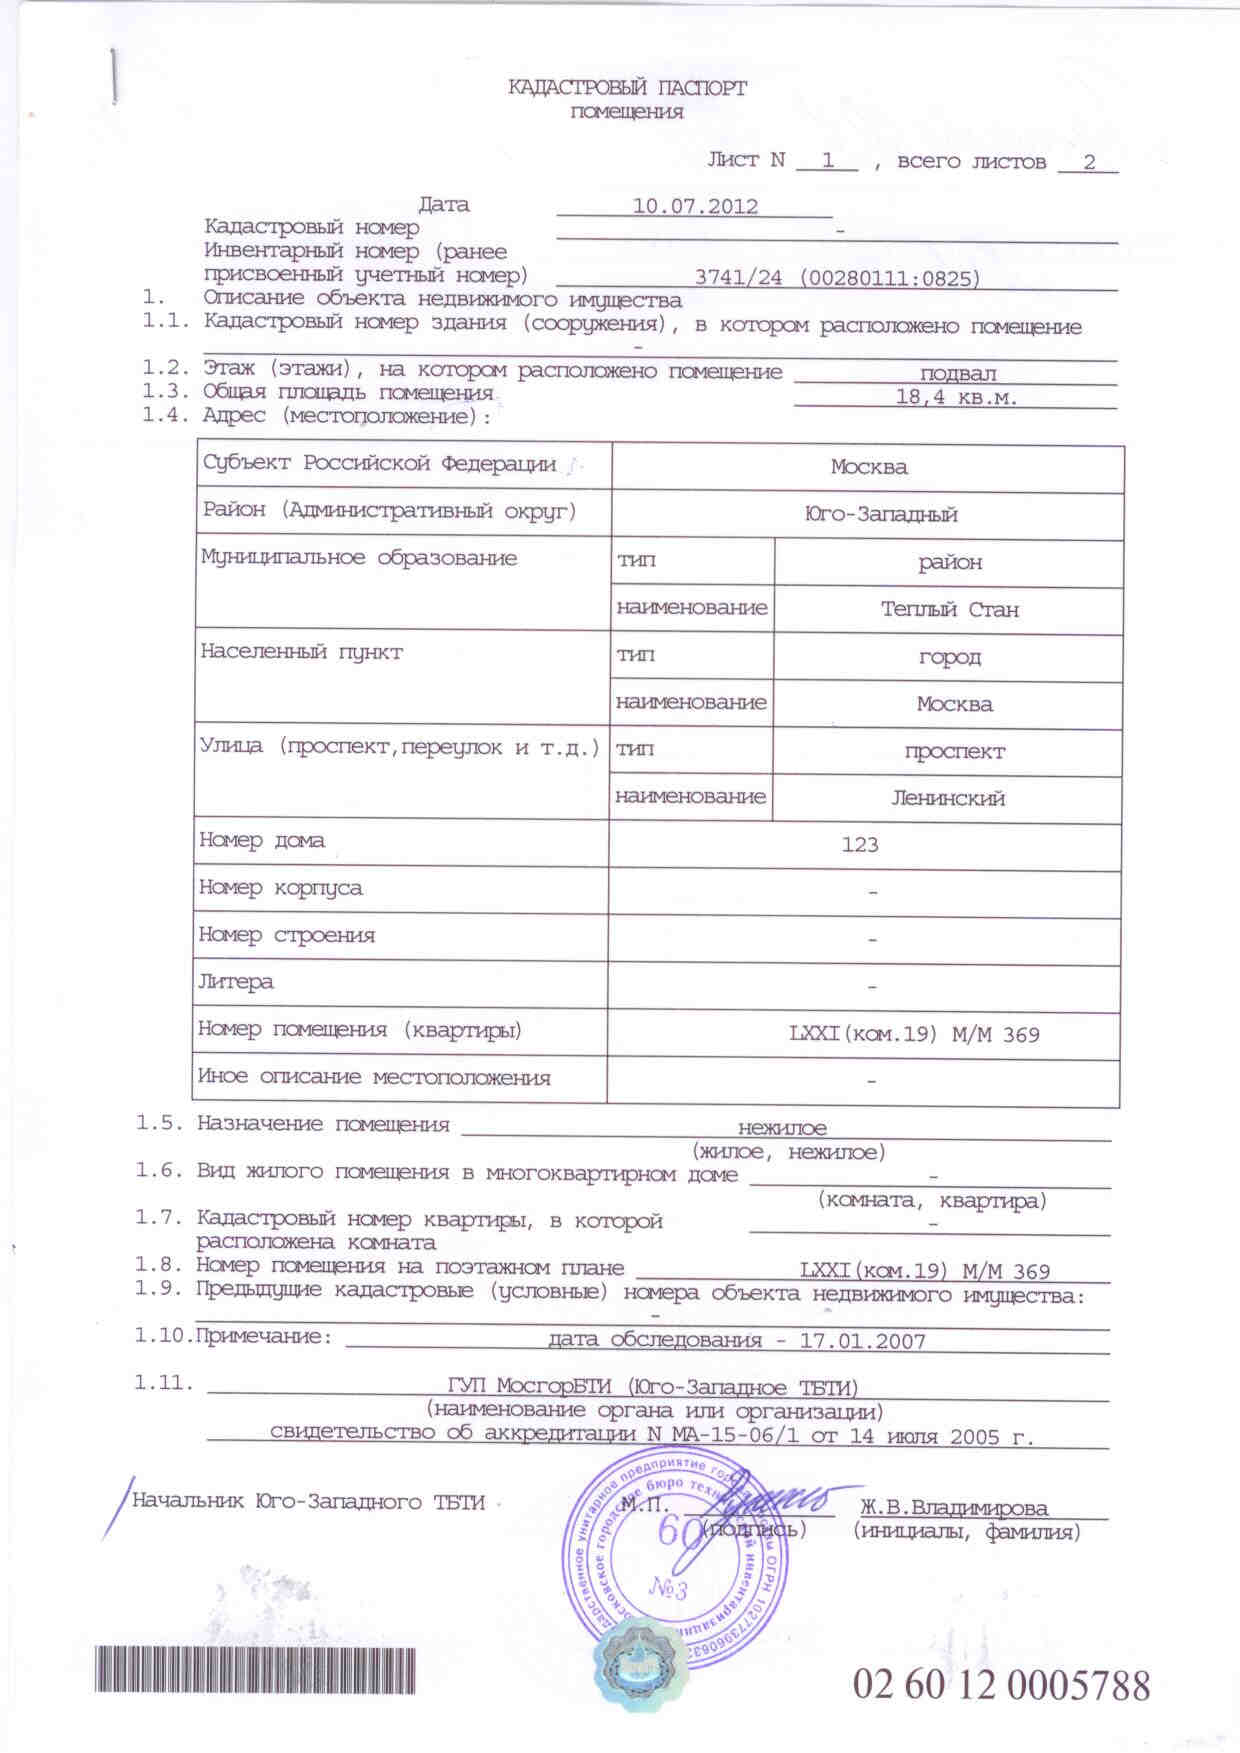 КАДАСТРОВЫЙ ПАСПОРТ
помещения
Лист N 1 , всего листов 2
Дата 10.07.2012
Кадастровый номер -
Инвентарный номер (ранее
присвоенный учетный номер) 3741/24 (00280111:0825)
1. Описание объекта недвижимого имущества
1.1. Кадастровый номер здания (сооружения), в котором расположено помещение
-
1.2. Этаж (этажи), на котором расположено помещение подвал
1.3. Общая площадь помещения 18,4 кв.м.
1.4. Адрес (местоположение):
Субъект Российской Федерации Москва
Район (Административный округ) Юго-Западный
Муниципальное образование тип район
наименование Теплый Стан
Населенный пункт тип город
наименование Москва
Улица (проспект,переулок и т.д.) тип проспект
наименование Ленинский
Номер дома 123
Номер корпуса -
Номер строения -
Литера -
Номер помещения (квартиры) LXXI(ком.19) М/М 369
Иное описание местоположения -
1.5. Назначение помещения нежилое
(жилое, нежилое)
1.6. Вид жилого помещения в многоквартирном доме -
(комната, квартира)
1.7. Кадастровый номер квартиры, в которой -
расположена комната
1.8. Номер помещения на поэтажном плане LXXI(ком.19) М/М 369
1.9. Предыдущие кадастровые (условные) номера объекта недвижимого имущества:
-
1.10.Примечание: дата обследования - 17.01.2007
1.11. ГУП МосгорБТИ (Юго-Западное ТБТИ)
(наименование органа или организации)
свидетельство об аккредитации N МА-15-06/1 от 14 июля 2005 г.
Начальник Юго-Западного ТБТИ М.П. Ж.В.Владимирова
(подпись) (инициалы, фамилия)
60
№3
02 60 12 0005788